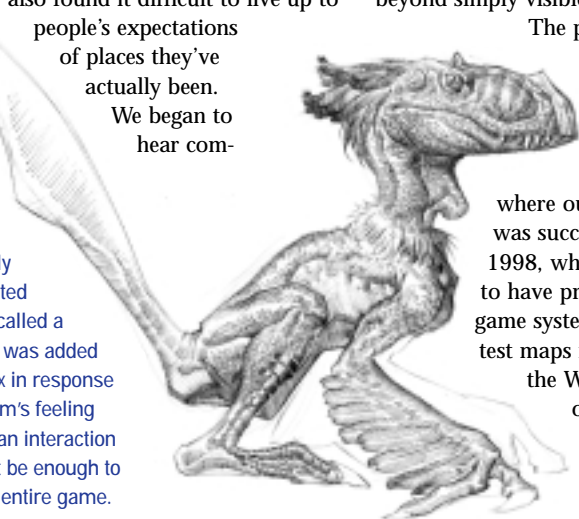 also found it difficult to live up to
people's expectations
of places they've
actually been.
We began to
hear com-
ly
ted
called a
was added
x in response
m's feeling
an interaction
be enough to
entire game.
beyond simply visible
The p
where ou
was succ
1998, wh
to have pr
game syste
test maps
the W
o